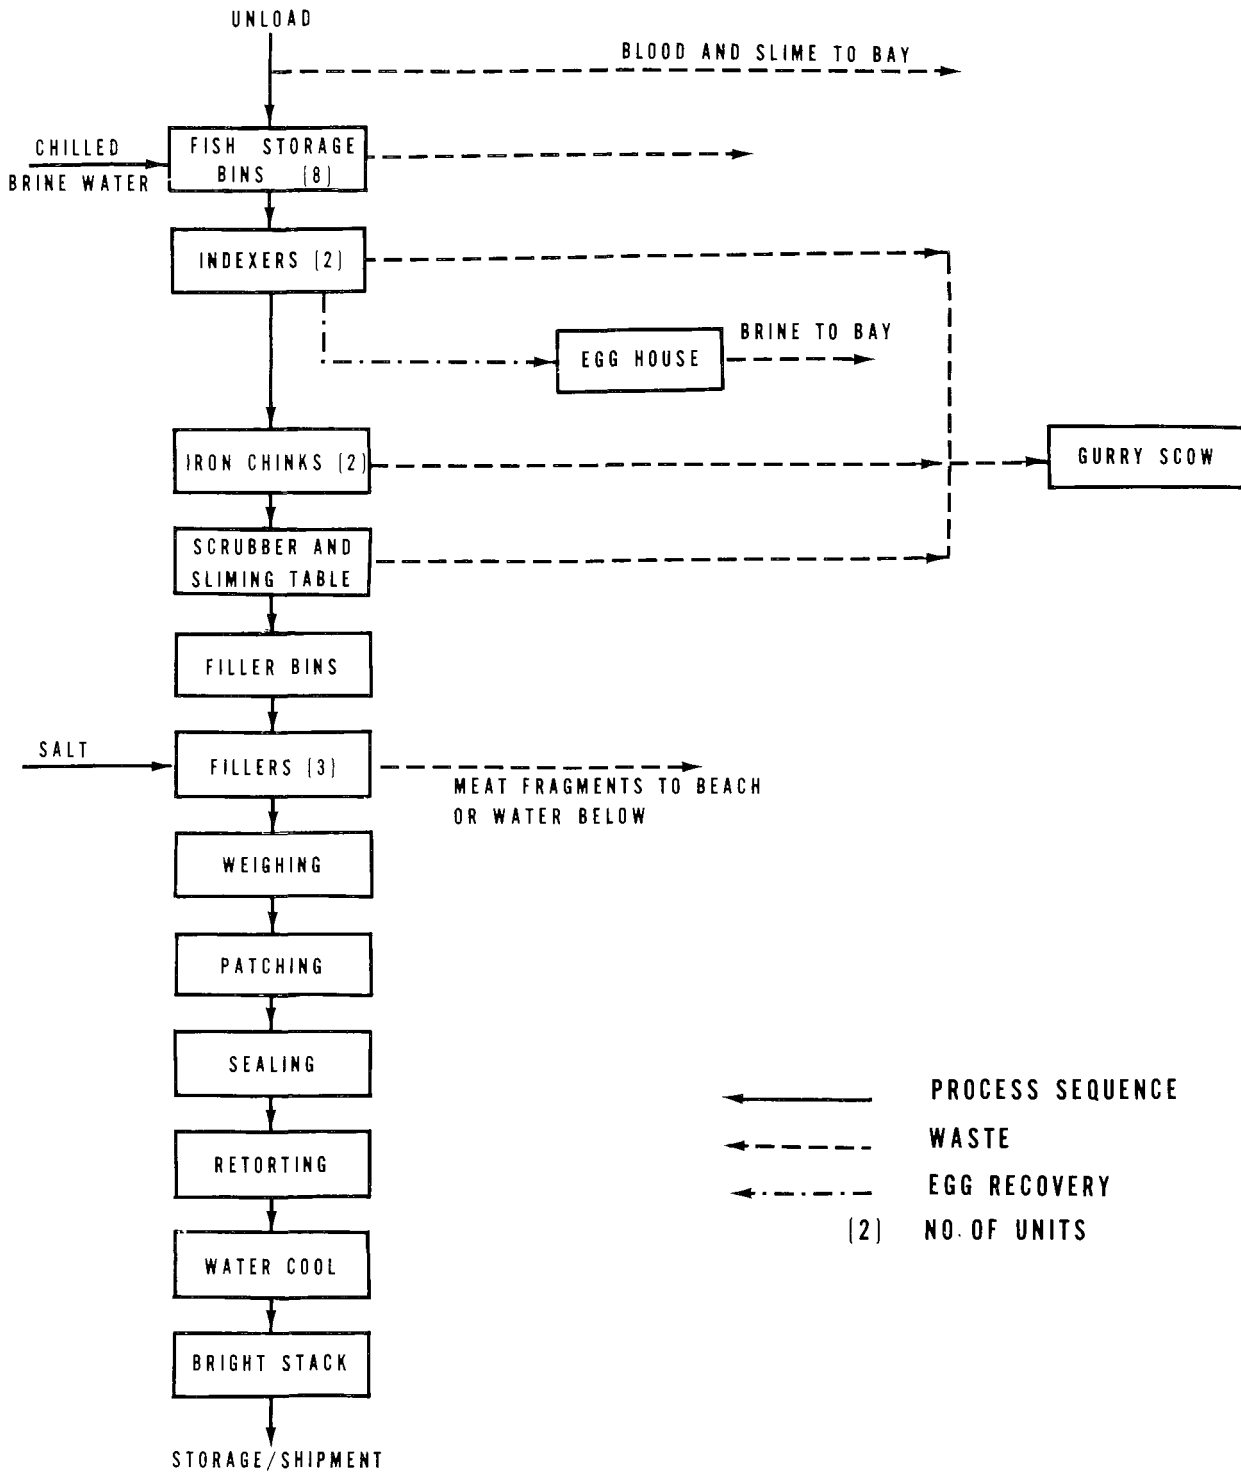 UNLOAD
BLOOD AND SLIME TO BAY
CHILLED
BRINE WATER
FISH STORAGE
BINS (8)
INDEXERS (2)
EGG HOUSE
BRINE TO BAY
IRON CHINKS (2)
GURRY SCOW
SCRUBBER AND
SLIMING TABLE
FILLER BINS
SALT
FILLERS (3)
MEAT FRAGMENTS TO BEACH
OR WATER BELOW
WEIGHING
PATCHING
SEALING
RETORTING
WATER COOL
BRIGHT STACK
STORAGE/SHIPMENT
PROCESS SEQUENCE
WASTE
EGG RECOVERY
(2) NO. OF UNITS